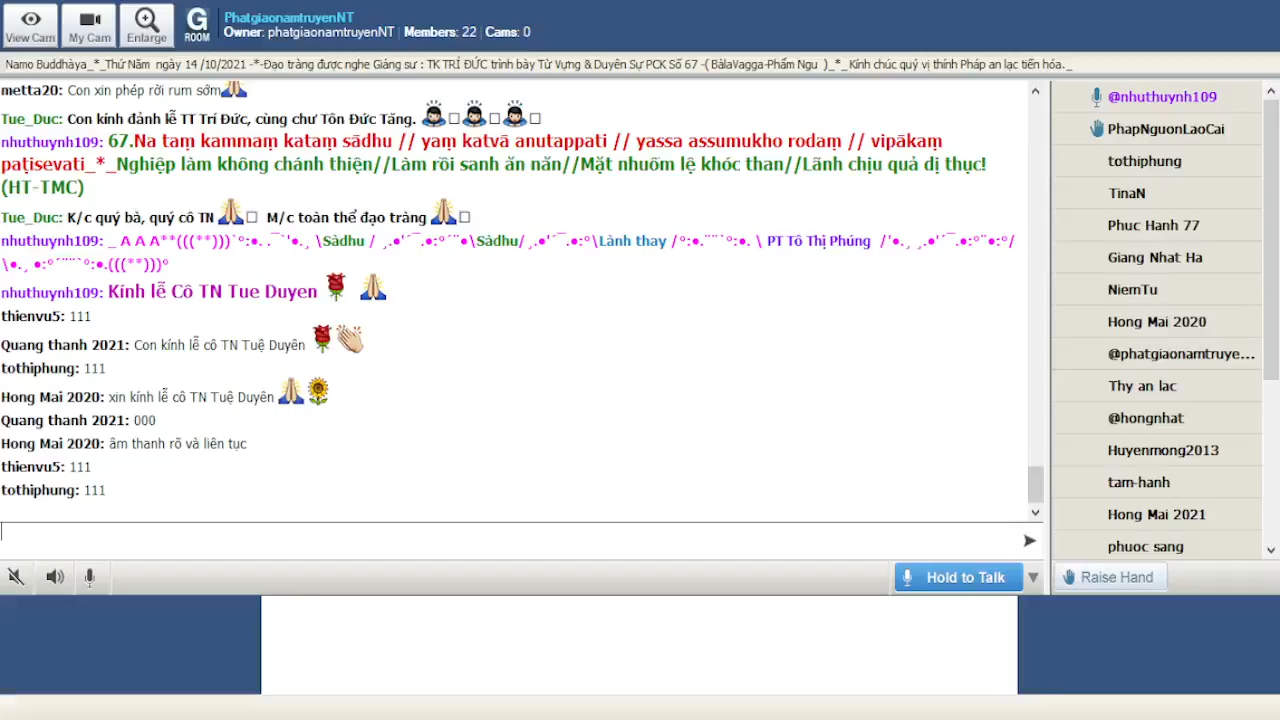 View Cam
My Cam
Enlarge
G
ROOM
PhatgiaonamtruyenNT
Owner: phatgiaonamtruyenNT | Members: 22 | Cams: 0
Namo Buddhàya_*_Thứ Năm ngày 14 /10/2021 -*-Đạo tràng được nghe Giảng sư : TK TRÍ ĐỨC trình bày Từ Vựng & Duyên Sự PCK Số 67 -( BàlaVagga-Phẩm Ngu )_*_ Kính chúc quý vị thính Pháp an lạc tiến hóa._
metta20: Con xin phép rời rum sớm🙏
Tue_Duc: Con kính đảnh lễ TT Trí Đức, cùng chư Tôn Đức Tăng. 🙇🏻□🙇🏻□🙇🏻□
nhuthuynh109: 67.Na taṃ kammaṃ kataṃ sādhu // yaṃ katvā anutappati // yassa assumukho rodaṃ // vipākaṃ
paṭisevati_*_Nghiệp làm không chánh thiện//Làm rồi sanh ăn năn//Mặt nhuốm lệ khóc than//Lãnh chịu quả dị thục!
(HT-TMC)
Tue_Duc: K/c quý bà, quý cô TN 🙏🏻□ M/c toàn thể đạo tràng 🙏🏻□
nhuthuynh109: _ A A A**(((**)))`º:•. .¯`'•.¸ \Sàdhu / ¸.•'´¯.•:º´¨•\Sàdhu/¸.•'´¯.•:º\Lành thay /º:•.¨¨`º:•. \ PT Tô Thị Phúng /'•.¸ ¸.•'´¯.•:º¨•:º/
\•.¸ •:º´¨¨`º:•.(((**)))º
nhuthuynh109: Kính lễ Cô TN Tue Duyen 🌹 🙏
thienvu5: 111
Quang thanh 2021: Con kính lễ cô TN Tuệ Duyên 🌹👏🏻
tothiphung: 111
Hong Mai 2020: xin kính lễ cô TN Tuệ Duyên 🙏🏻🌻
Quang thanh 2021: 000
Hong Mai 2020: âm thanh rõ và liên tục
thienvu5: 111
tothiphung: 111
Hold to Talk
@nhuthuynh109
PhapNguonLaoCai
tothiphung
TinaN
Phuc Hanh 77
Giang Nhat Ha
NiemTu
Hong Mai 2020
@phatgiaonamtruye...
Thy an lac
@hongnhat
Huyenmong2013
tam-hanh
Hong Mai 2021
phuoc sang
Raise Hand